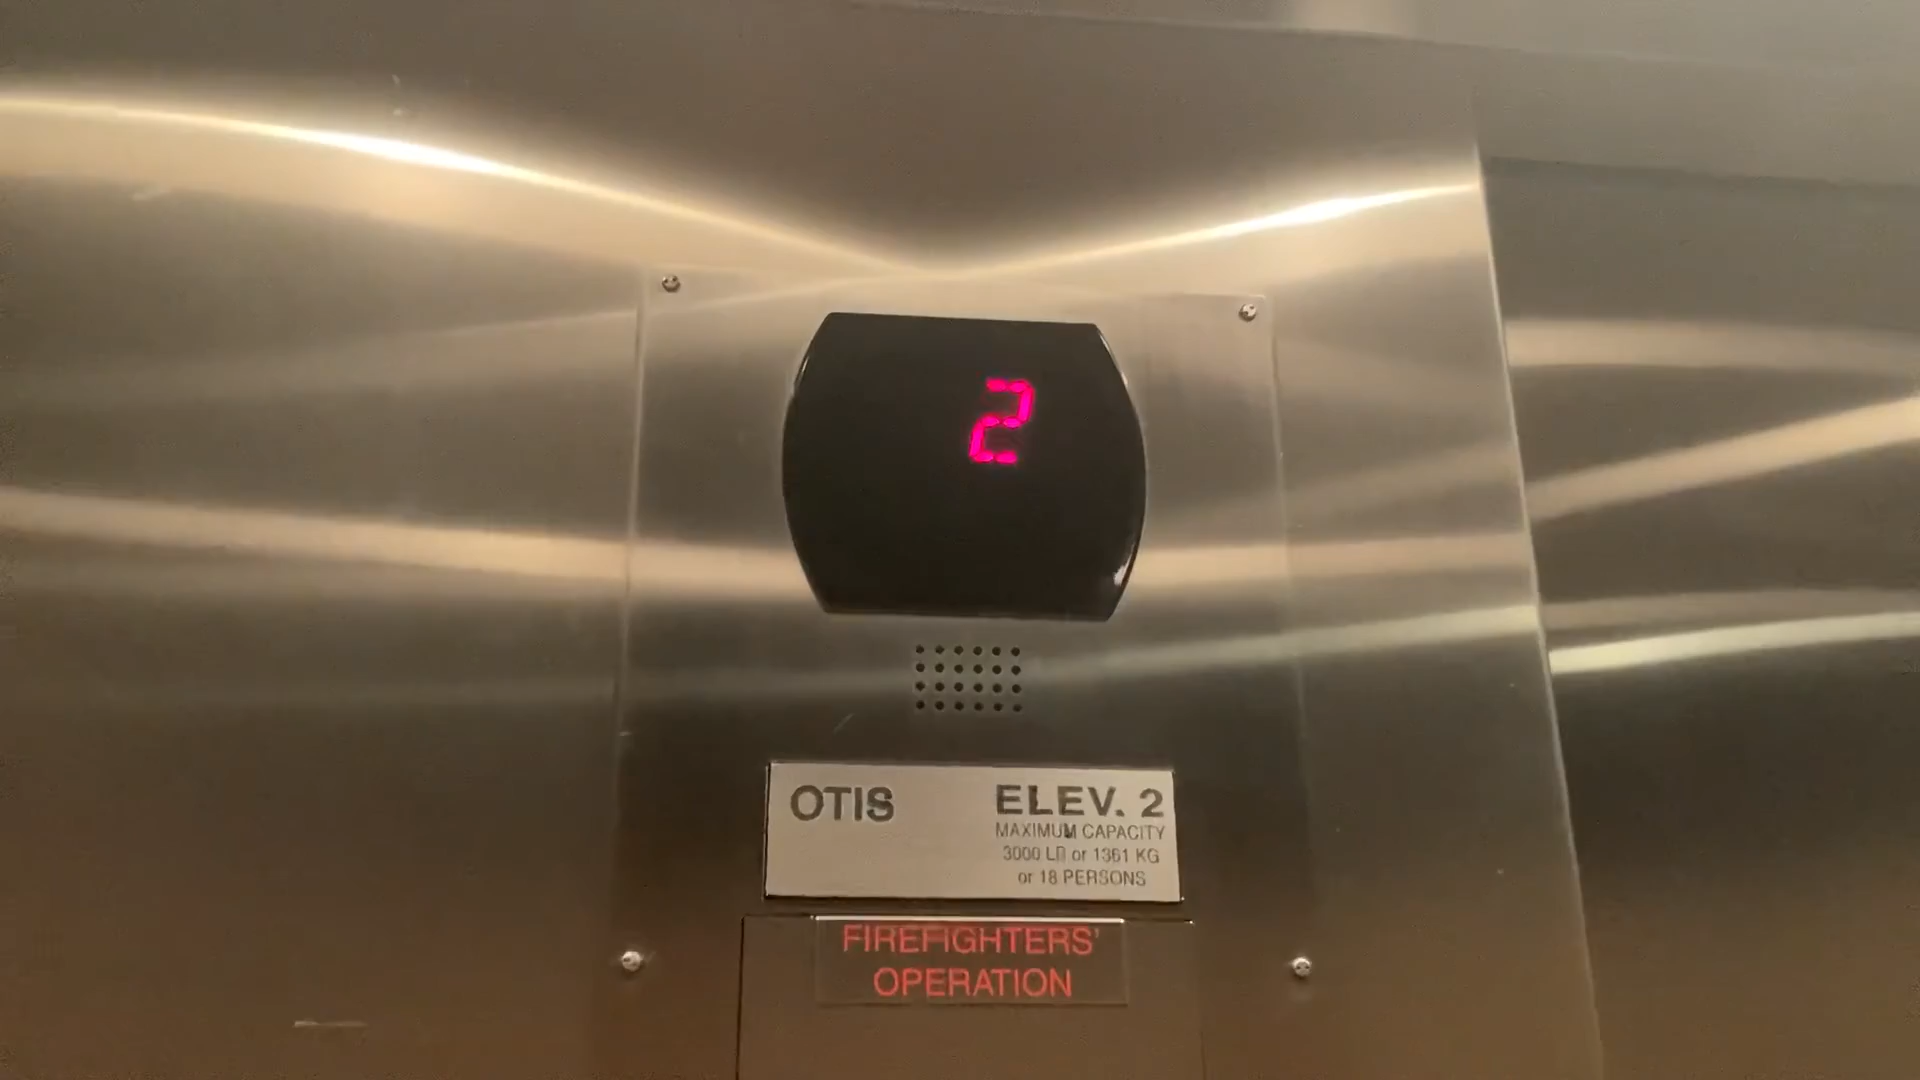 2
OTIS
ELEV. 2
MAXIMUM CAPACITY
3000 LB or 1361 KG
or 18 PERSONS
FIREFIGHTERS'
OPERATION